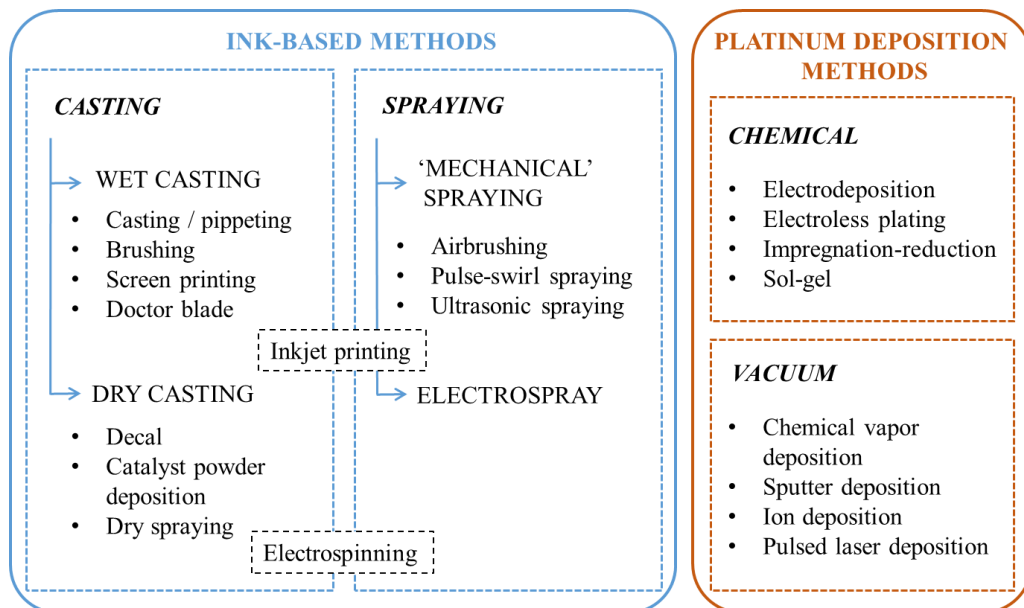 INK-BASED METHODS
CASTING
WET CASTING
• Casting / pippeting
• Brushing
• Screen printing
• Doctor blade
DRY CASTING
• Decal
• Catalyst powder
deposition
• Dry spraying
SPRAYING
‘MECHANICAL’
SPRAYING
• Airbrushing
• Pulse-swirl spraying
• Ultrasonic spraying
Inkjet printing
ELECTROSPRAY
Electrospinning
PLATINUM DEPOSITION
METHODS
CHEMICAL
• Electrodeposition
• Electroless plating
• Impregnation-reduction
• Sol-gel
VACUUM
• Chemical vapor
deposition
• Sputter deposition
• Ion deposition
• Pulsed laser deposition